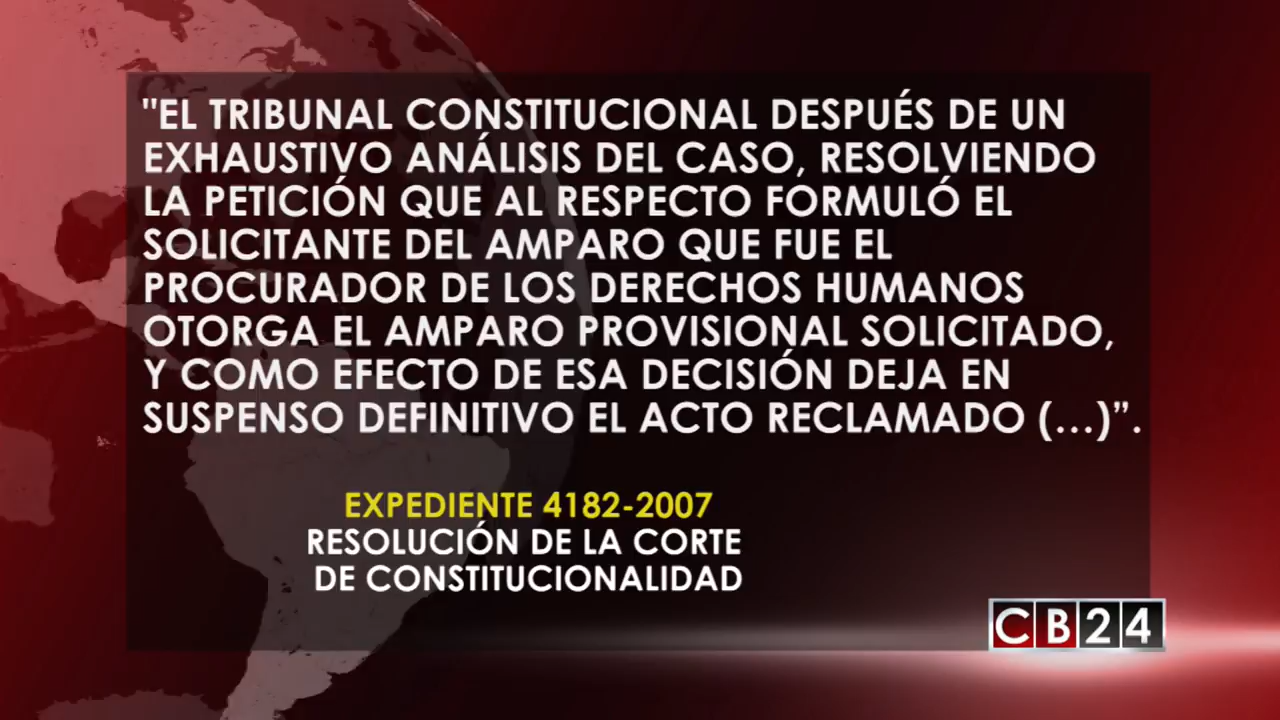 "EL TRIBUNAL CONSTITUCIONAL DESPUÉS DE UN
EXHAUSTIVO ANÁLISIS DEL CASO, RESOLVIENDO
LA PETICIÓN QUE AL RESPECTO FORMULÓ EL
SOLICITANTE DEL AMPARO QUE FUE EL
PROCURADOR DE LOS DERECHOS HUMANOS
OTORGA EL AMPARO PROVISIONAL SOLICITADO,
Y COMO EFECTO DE ESA DECISIÓN DEJA EN
SUSPENSO DEFINITIVO EL ACTO RECLAMADO (...)”.
EXPEDIENTE 4182-2007
RESOLUCIÓN DE LA CORTE
DE CONSTITUCIONALIDAD
CB24